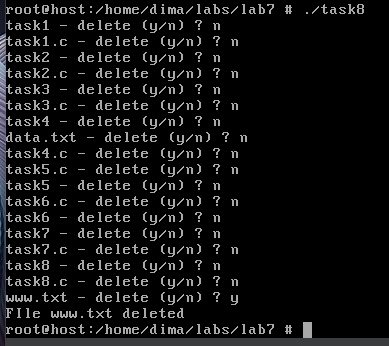 root@host:/home/dima/labs/lab7 # ./task8
task1 - delete (y/n) ? n
task1.c - delete (y/n) ? n
task2 - delete (y/n) ? n
task2.c - delete (y/n) ? n
task3 - delete (y/n) ? n
task3.c - delete (y/n) ? n
task4 - delete (y/n) ? n
data.txt - delete (y/n) ? n
task4.c - delete (y/n) ? n
task5.c - delete (y/n) ? n
task5 - delete (y/n) ? n
task6.c - delete (y/n) ? n
task6 - delete (y/n) ? n
task7 - delete (y/n) ? n
task7.c - delete (y/n) ? n
task8 - delete (y/n) ? n
task8.c - delete (y/n) ? n
www.txt - delete (y/n) ? y
FIle www.txt deleted
root@host:/home/dima/labs/lab7 #